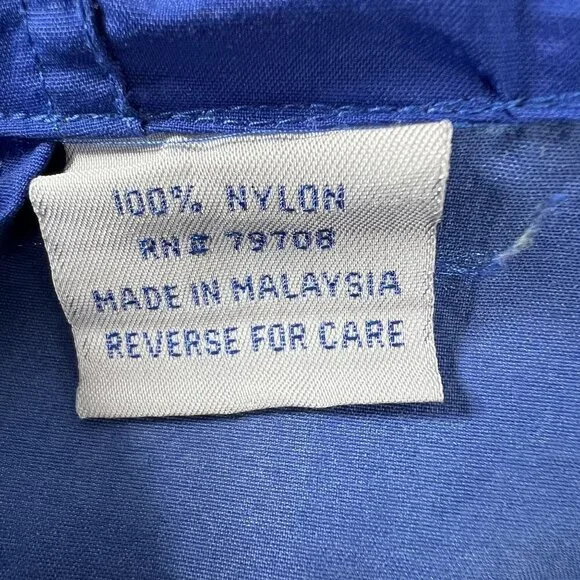 100% NYLON
RN# 79708
MADE IN MALAYSIA
REVERSE FOR CARE